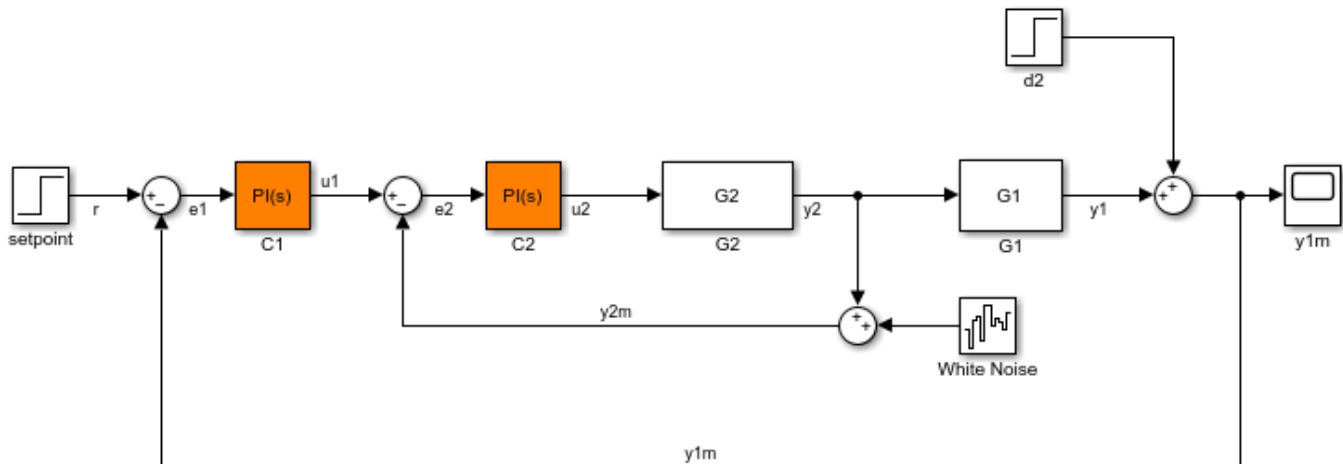 d2
PI(s)
u1
PI(s)
G2
G1
r
e1
e2
u2
y2
y1
setpoint
C1
C2
G2
G1
y1m
y2m
White Noise
y1m